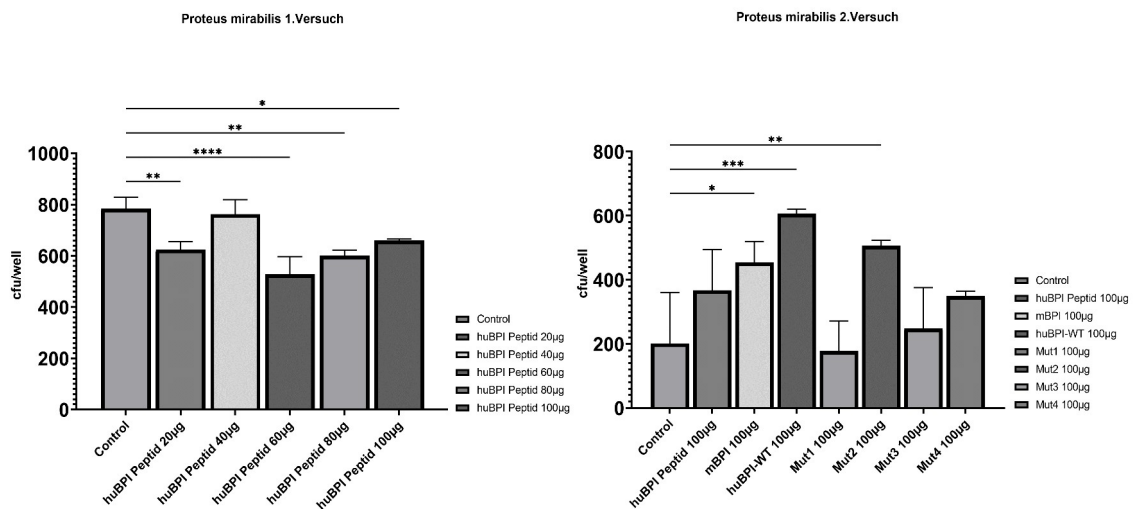 Proteus mirabilis 1.Versuch
*
**
****
**
1000
800
600
400
200
0
cfu/well
Control
huBPI Peptid 20µg
huBPI Peptid 40µg
huBPI Peptid 60µg
huBPI Peptid 80µg
huBPI Peptid 100µg
Control
huBPI Peptid 20µg
huBPI Peptid 40µg
huBPI Peptid 60µg
huBPI Peptid 80µg
huBPI Peptid 100µg
Proteus mirabilis 2.Versuch
**
***
*
800
600
400
200
0
cfu/well
Control
huBPI Peptid 100µg
mBPI 100µg
huBPI-WT 100µg
Mut1 100µg
Mut2 100µg
Mut3 100µg
Mut4 100µg
Control
huBPI Peptid 100µg
mBPI 100µg
huBPI-WT 100µg
Mut1 100µg
Mut2 100µg
Mut3 100µg
Mut4 100µg